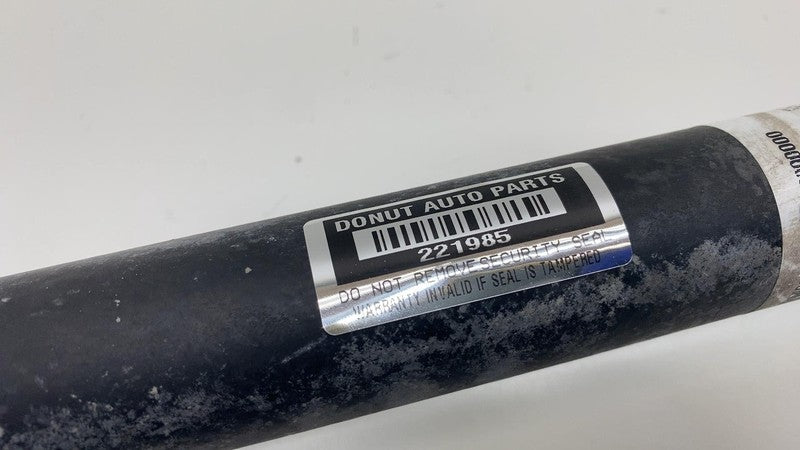 DONUT AUTO PARTS
221985
DO NOT REMOVE SECURITY SEAL
WARRANTY INVALID IF SEAL IS TAMPERED